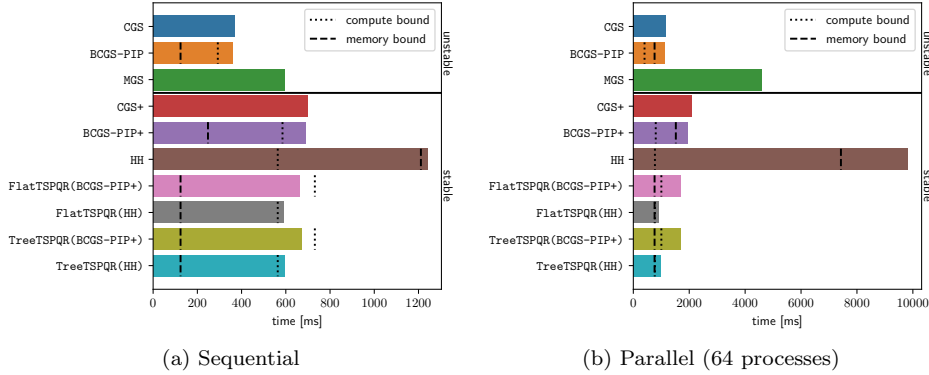 CGS
BCGS-PIP
MGS
CGS+
BCGS-PIP+
HH
FlatTSPQR(BCGS-PIP+)
FlatTSPQR(HH)
TreeTSPQR(BCGS-PIP+)
TreeTSPQR(HH)
compute bound
memory bound
unstable
stable
0 200 400 600 800 1000 1200
time [ms]
(a) Sequential
CGS
BCGS-PIP
MGS
CGS+
BCGS-PIP+
HH
FlatTSPQR(BCGS-PIP+)
FlatTSPQR(HH)
TreeTSPQR(BCGS-PIP+)
TreeTSPQR(HH)
compute bound
memory bound
unstable
stable
0 2000 4000 6000 8000 10000
time [ms]
(b) Parallel (64 processes)